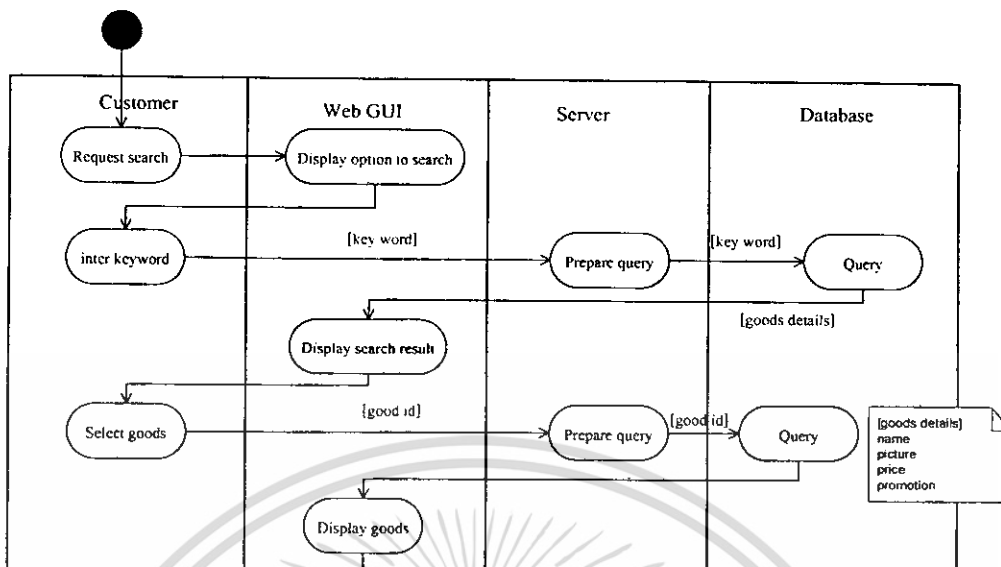 Customer
Web GUI
Server
Database
Request search
Display option to search
inter keyword
[key word]
Prepare query
[key word]
Query
[goods details]
Display search result
Select goods
[good id]
Prepare query
[good id]
Query
[goods details]
name
picture
price
promotion
Display goods